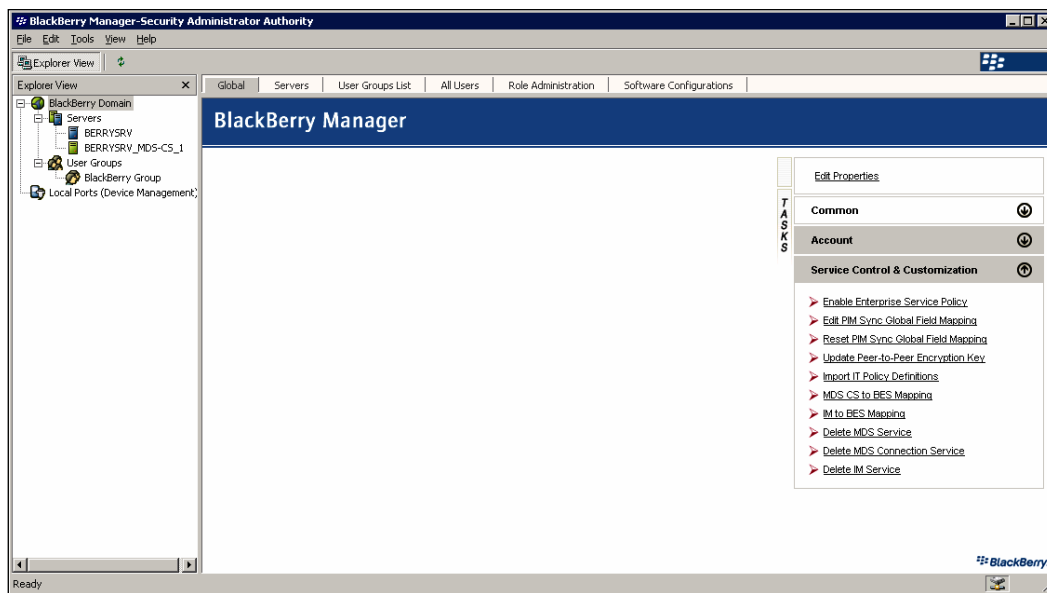 BlackBerry Manager-Security Administrator Authority
File Edit Tools View Help
Explorer View
Explorer View
Global Servers User Groups List All Users Role Administration Software Configurations
BlackBerry Domain
Servers
BERRYSRV
BERRYSRV_MDS-CS_1
User Groups
BlackBerry Group
Local Ports (Device Management)
BlackBerry Manager
TASKS
Edit Properties
Common
Account
Service Control & Customization
Enable Enterprise Service Policy
Edit PIM Sync Global Field Mapping
Reset PIM Sync Global Field Mapping
Update Peer-to-Peer Encryption Key
Import IT Policy Definitions
MDS CS to BES Mapping
IM to BES Mapping
Delete MDS Service
Delete MDS Connection Service
Delete IM Service
BlackBerry
Ready